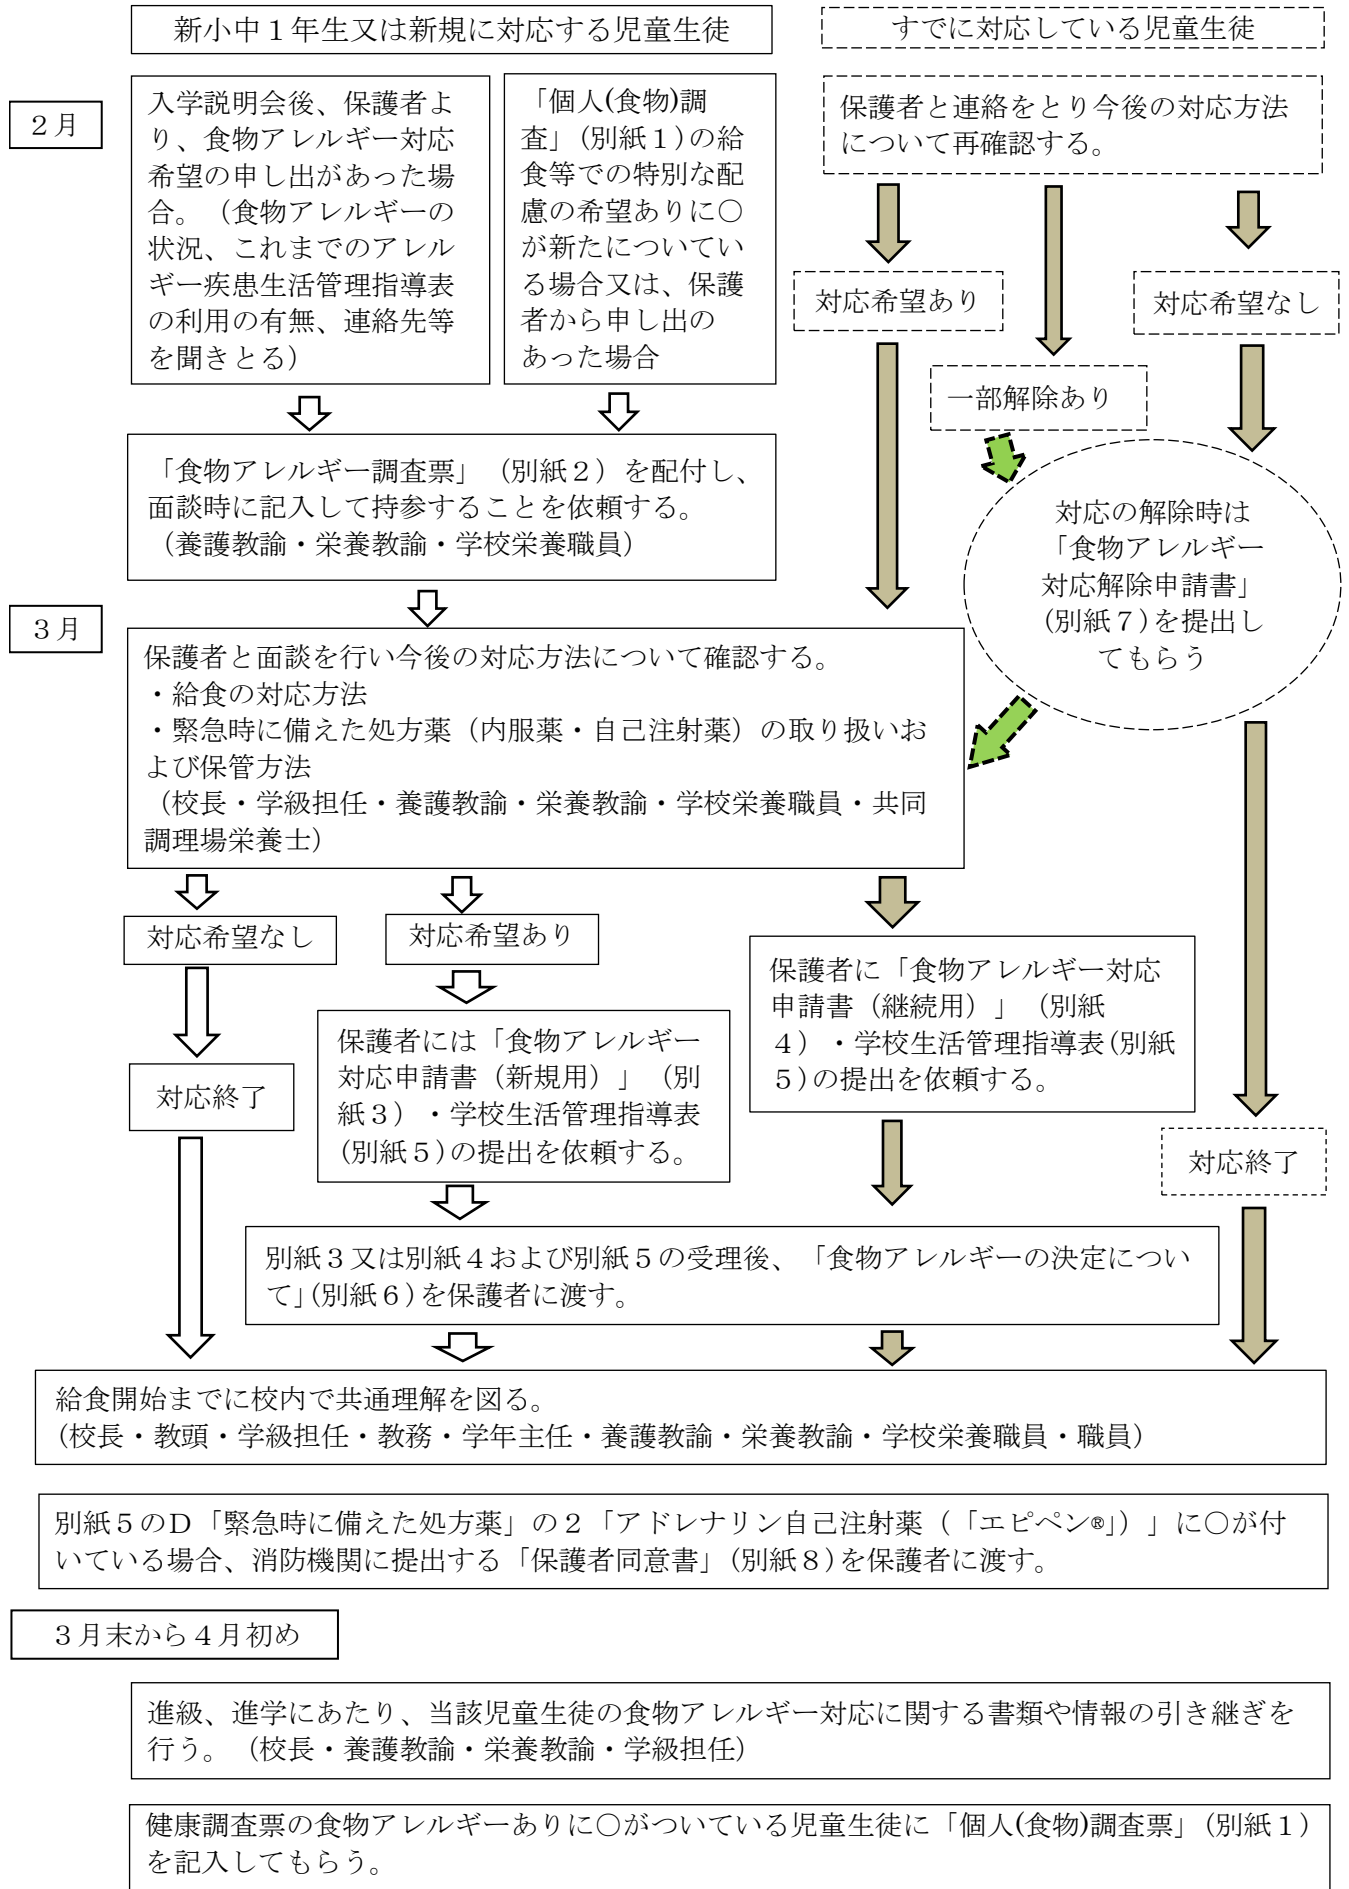 新小中１年生又は新規に対応する児童生徒
すでに対応している児童生徒
２月
入学説明会後、保護者よ
り、食物アレルギー対応
希望の申し出があった場
合。（食物アレルギーの
状況、これまでのアレル
ギー疾患生活管理指導表
の利用の有無、連絡先等
を聞きとる）
「個人(食物)調
査」(別紙１)の給
食等での特別な配
慮の希望ありに○
が新たについてい
る場合又は、保護
者から申し出の
あった場合
保護者と連絡をとり今後の対応方法
について再確認する。
対応希望あり
対応希望なし
一部解除あり
「食物アレルギー調査票」（別紙２）を配付し、
面談時に記入して持参することを依頼する。
（養護教諭・栄養教諭・学校栄養職員）
対応の解除時は
「食物アレルギー
対応解除申請書」
(別紙７)を提出し
てもらう
３月
保護者と面談を行い今後の対応方法について確認する。
・給食の対応方法
・緊急時に備えた処方薬（内服薬・自己注射薬）の取り扱いお
よび保管方法
（校長・学級担任・養護教諭・栄養教諭・学校栄養職員・共同
調理場栄養士）
対応希望なし
対応希望あり
保護者に「食物アレルギー対応
申請書（継続用）」（別紙
４）・学校生活管理指導表(別紙
５)の提出を依頼する。
保護者には「食物アレルギー
対応申請書（新規用）」（別
紙３）・学校生活管理指導表
(別紙５)の提出を依頼する。
対応終了
対応終了
別紙３又は別紙４および別紙５の受理後、「食物アレルギーの決定につい
て」(別紙６)を保護者に渡す。
給食開始までに校内で共通理解を図る。
(校長・教頭・学級担任・教務・学年主任・養護教諭・栄養教諭・学校栄養職員・職員）
別紙５のＤ「緊急時に備えた処方薬」の２「アドレナリン自己注射薬（「エピペン®」）」に○が付
いている場合、消防機関に提出する「保護者同意書」(別紙８)を保護者に渡す。
３月末から４月初め
進級、進学にあたり、当該児童生徒の食物アレルギー対応に関する書類や情報の引き継ぎを
行う。（校長・養護教諭・栄養教諭・学級担任）
健康調査票の食物アレルギーありに○がついている児童生徒に「個人(食物)調査票」(別紙１)
を記入してもらう。